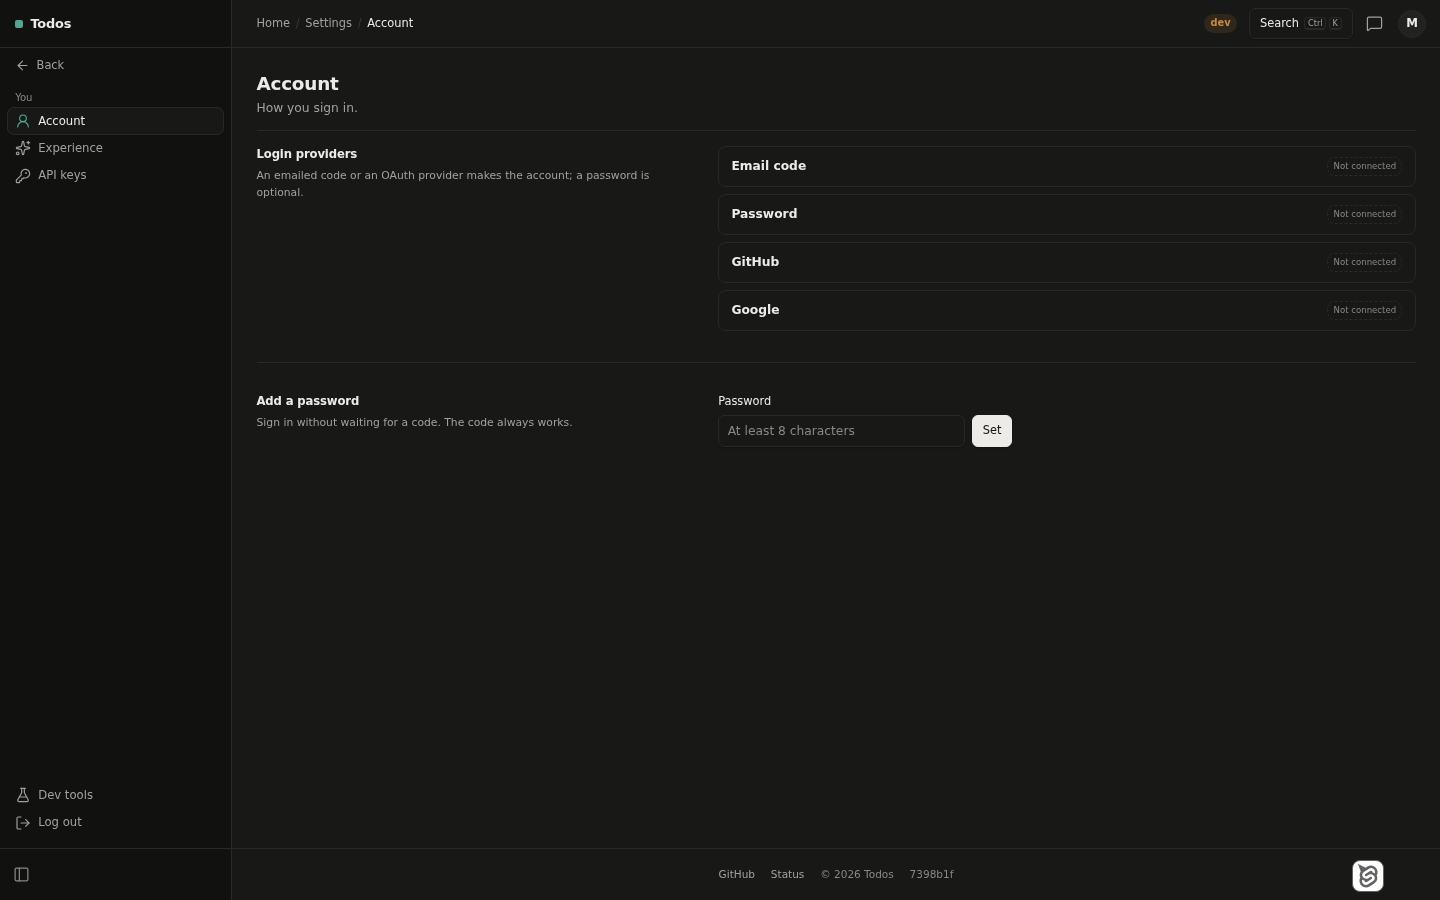 Todos
Home / Settings / Account
dev
Search Ctrl K
M
Back
You
Account
Experience
API keys
Account
How you sign in.
Login providers
An emailed code or an OAuth provider makes the account; a password is
optional.
Email code
Not connected
Password
Not connected
GitHub
Not connected
Google
Not connected
Add a password
Sign in without waiting for a code. The code always works.
Password
At least 8 characters
Set
Dev tools
Log out
GitHub
Status
© 2026 Todos
7398b1f